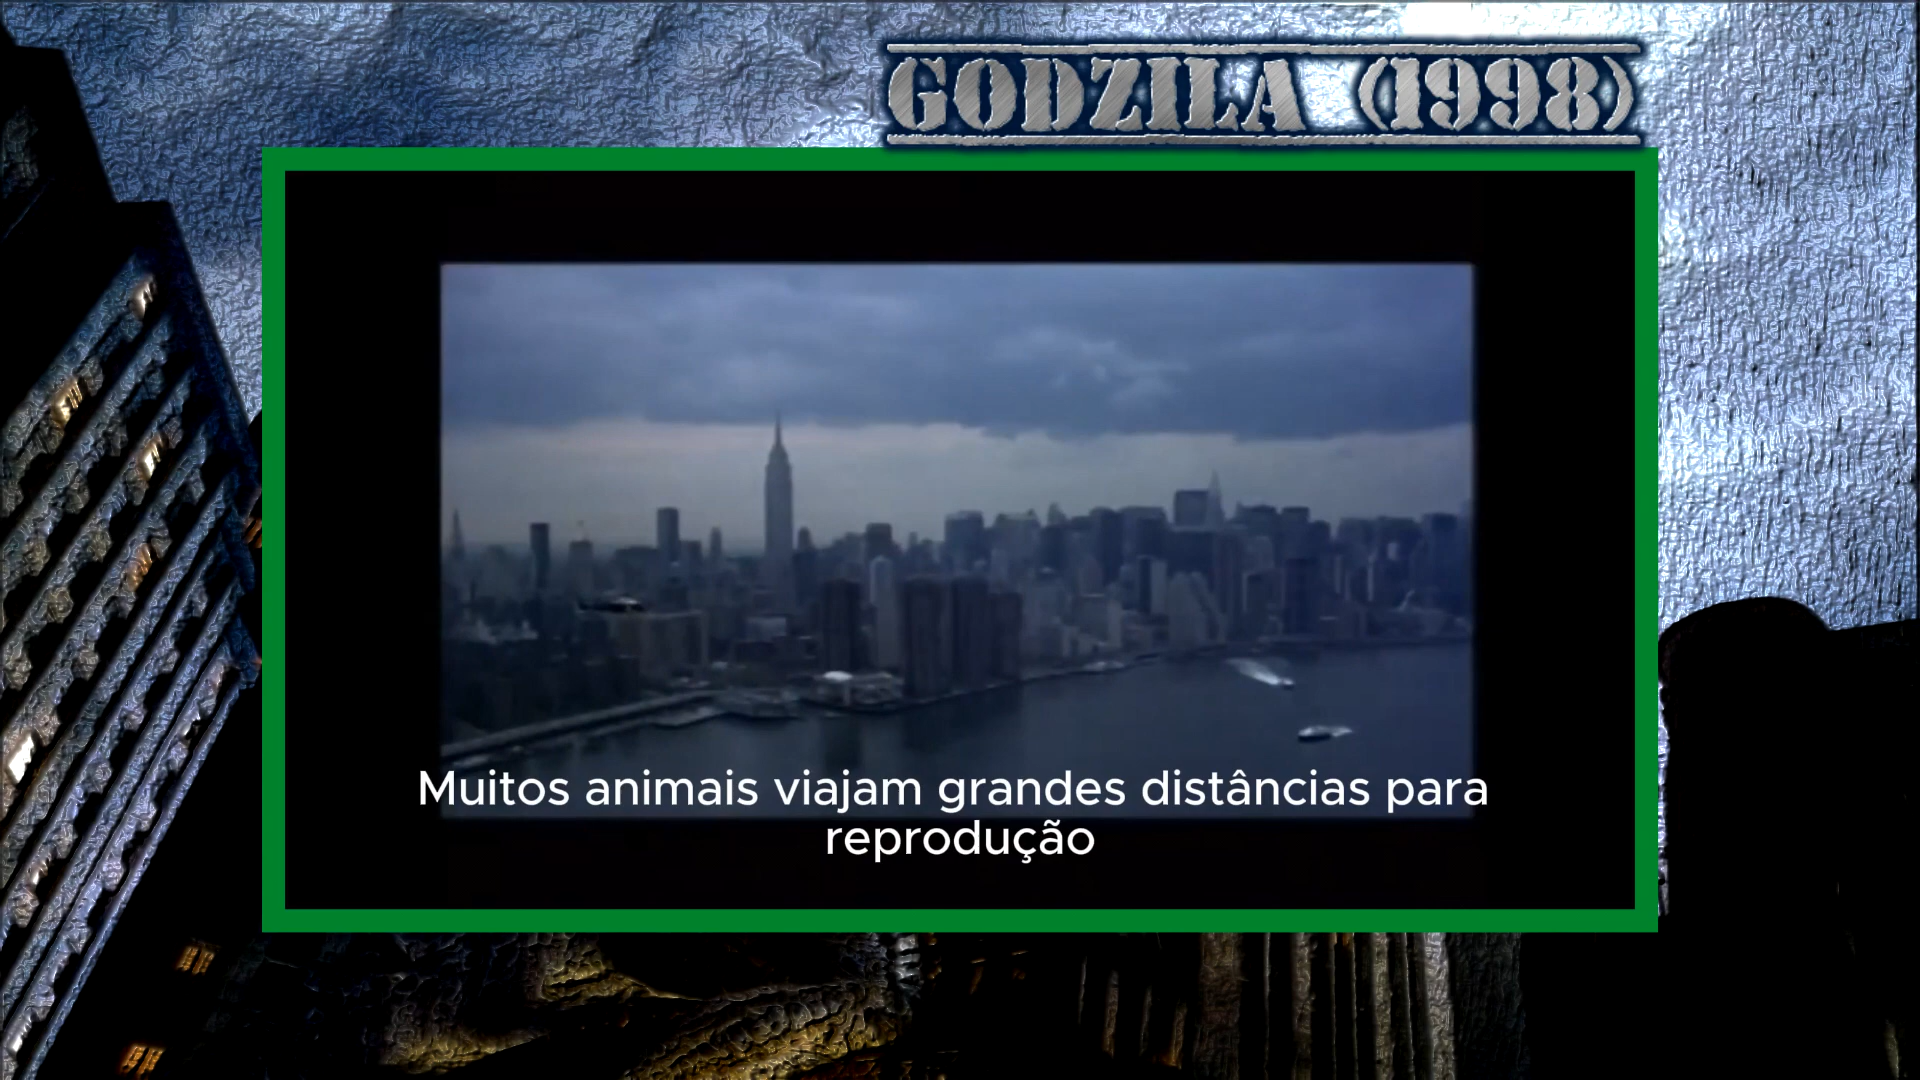 GODZILA (1998)
Muitos animais viajam grandes distâncias para
reprodução